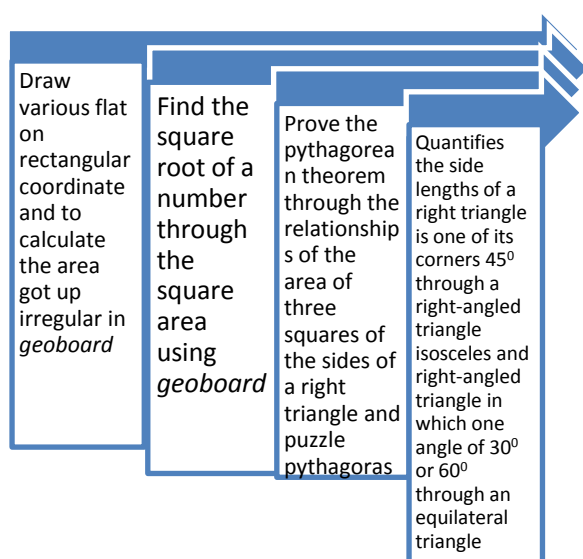 Draw
various flat
on
rectangular
coordinate
and to
calculate
the area
got up
irregular in
geoboard
Find the
square
root of a
number
through
the
square
area
using
geoboard
Prove the
pythagorea
n theorem
through the
relationship
s of the
area of
three
squares of
the sides of
a right
triangle and
puzzle
pythagoras
Quantifies
the side
lengths of a
right triangle
is one of its
corners 45⁰
through a
right-angled
triangle
isosceles and
right-angled
triangle in
which one
angle of 30⁰
or 60⁰
through an
equilateral
triangle